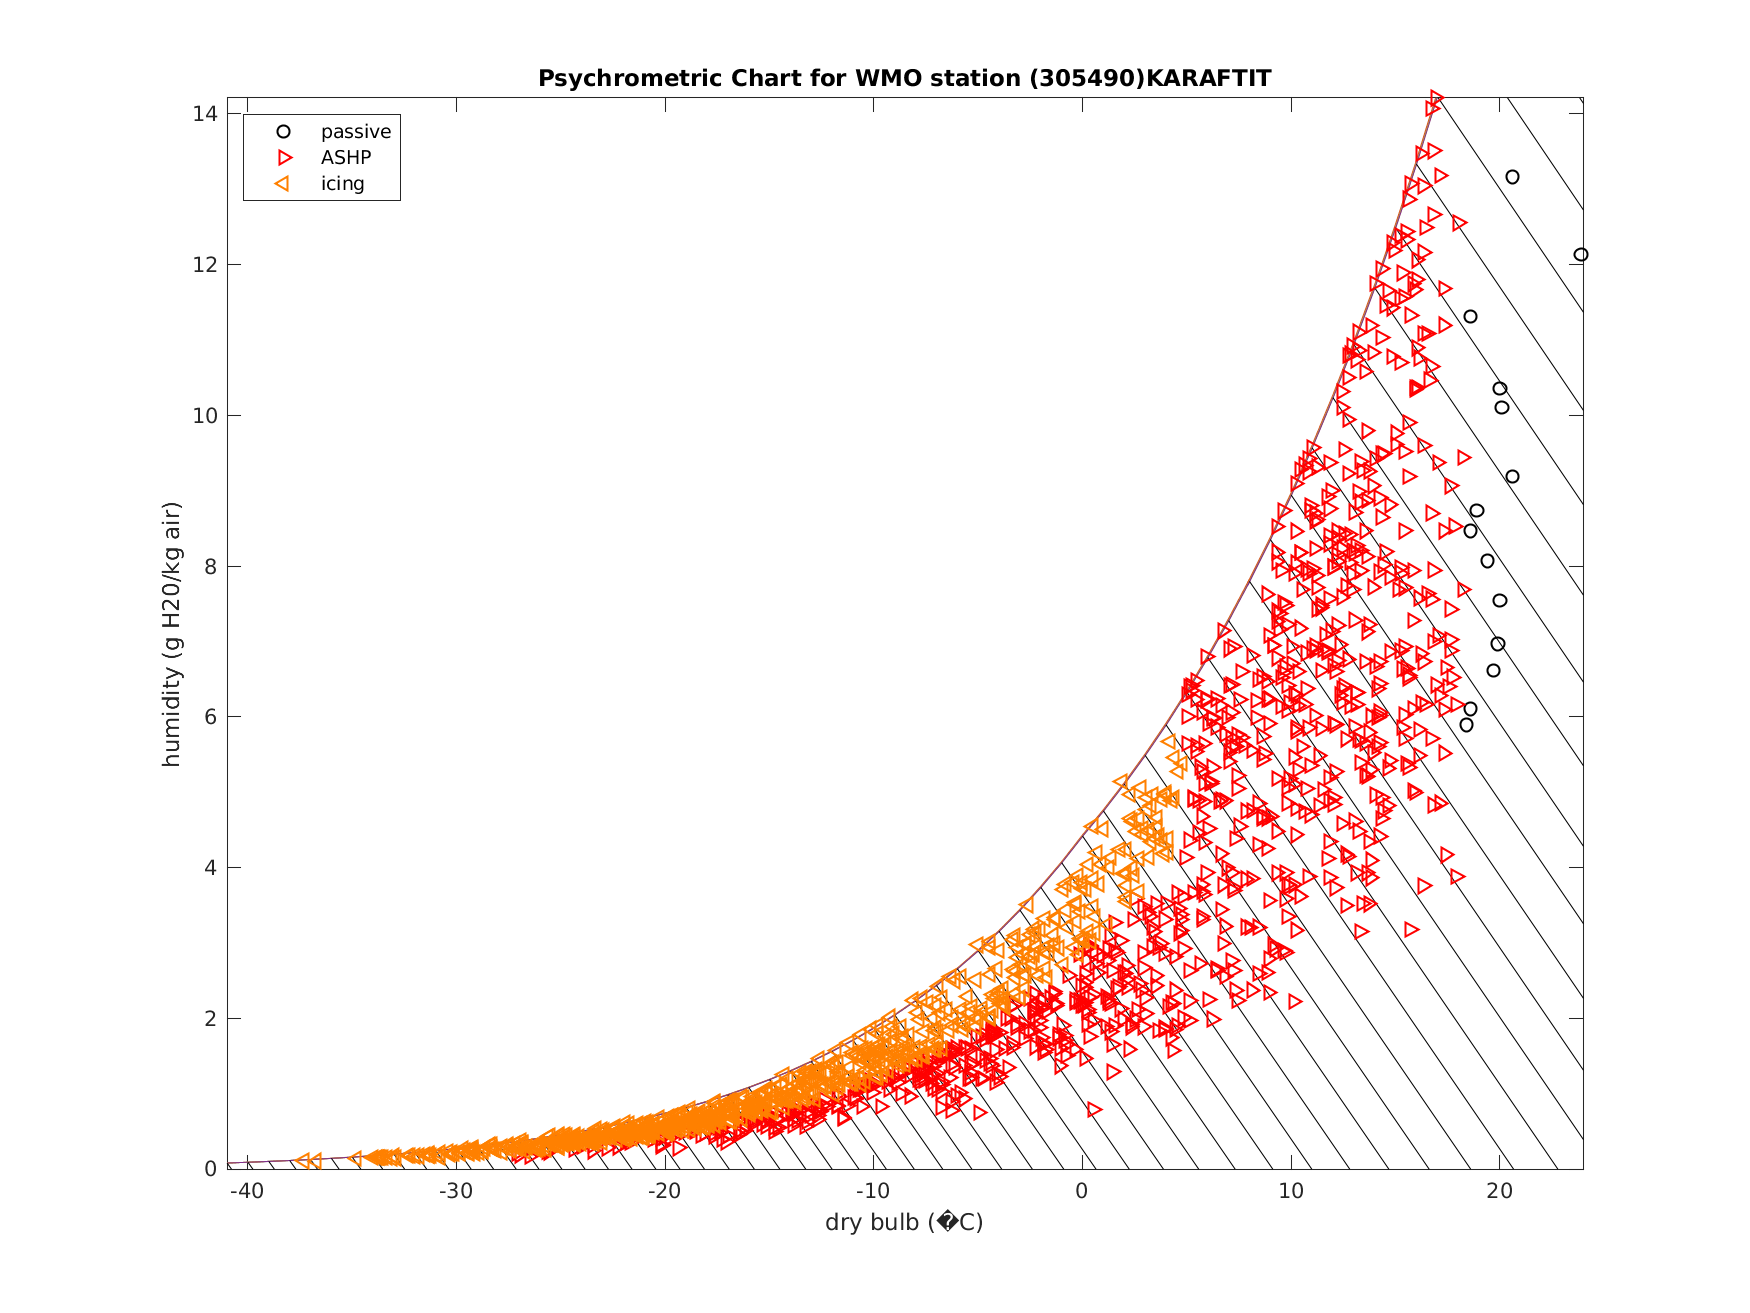 Psychrometric Chart for WMO station (305490)KARAFTIT
passive
ASHP
icing
14
12
10
8
6
4
2
0
humidity (g H20/kg air)
-40 -30 -20 -10 0 10 20
dry bulb (�C)